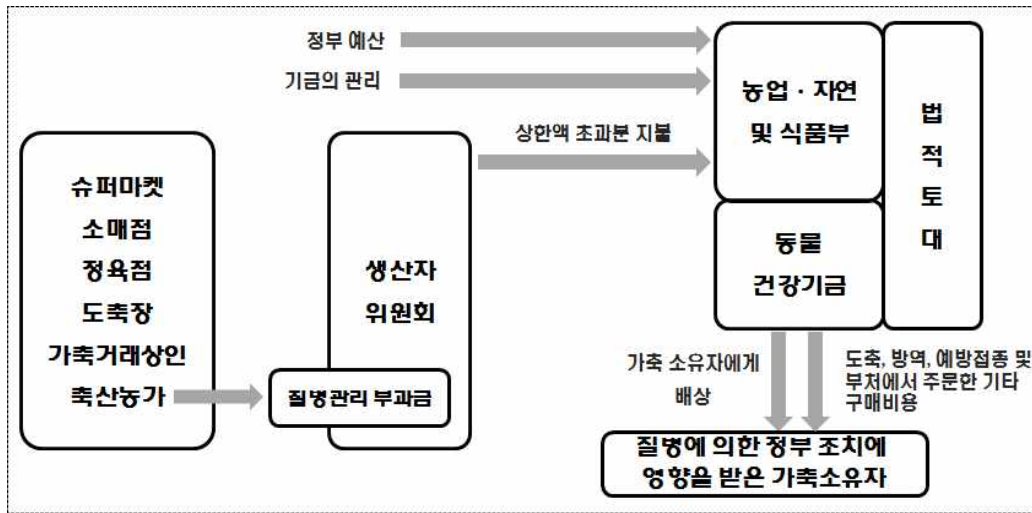 정부 예산
기금의 관리
상한액 초과분 지불
농업 · 자연
및 식품부
법
적
토
대
슈퍼마켓
소매점
정육점
도축장
가축거래상인
축산농가
생산자
위원회
질병관리 부과금
동물
건강기금
가축 소유자에게
배상
도축, 방역, 예방접종 및
부처에서 주문한 기타
구매비용
질병에 의한 정부 조치에
영향을 받은 가축소유자